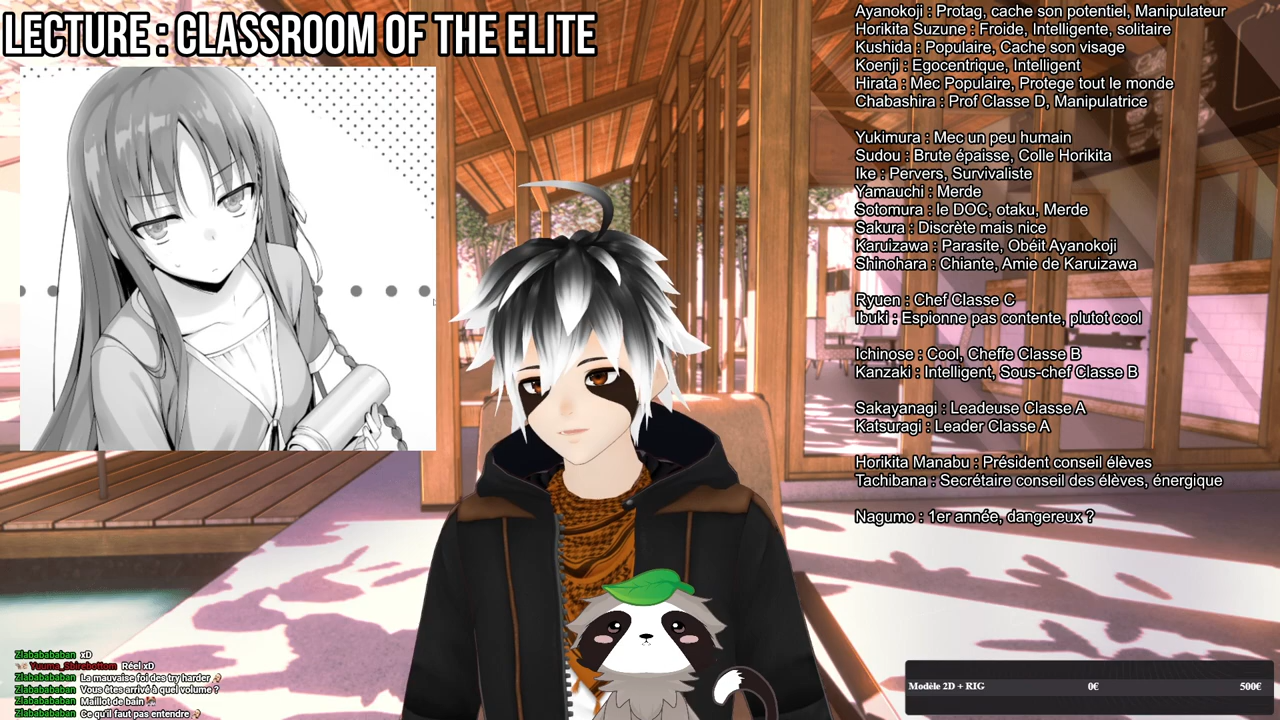 LECTURE : CLASSROOM OF THE ELITE
Ayanokoji : Protag, cache son potentiel, Manipulateur
Horikita Suzune : Froide, Intelligente, solitaire
Kushida : Populaire, Cache son visage
Koenji : Egocentrique, Intelligent
Hirata : Mec Populaire, Protege tout le monde
Chabashira : Prof Classe D, Manipulatrice
Yukimura : Mec un peu humain
Sudou : Brute épaisse, Colle Horikita
Ike : Pervers, Survivaliste
Yamauchi : Merde
Sotomura : le DOC, otaku, Merde
Sakura : Discrète mais nice
Karuizawa : Parasite, Obéit Ayanokoji
Shinohara : Chiante, Amie de Karuizawa
Ryuen : Chef Classe C
Ibuki : Espionne pas contente, plutot cool
Ichinose : Cool, Cheffe Classe B
Kanzaki : Intelligent, Sous-chef Classe B
Sakayanagi : Leadeuse Classe A
Katsuragi : Leader Classe A
Horikita Manabu : Président conseil élèves
Tachibana : Secrétaire conseil des élèves, énergique
Nagumo : 1er année, dangereux ?
Zlababababan xD
Yuuma_Sbirebottom Réel xD
Zlababababan La mauvaise foi des try harder
Zlababababan Vous êtes arrivé à quel volume ?
Zlababababan Maillot de bain
Zlababababan Ce qu'il faut pas entendre
Modèle 2D + RIG 0€ 500€